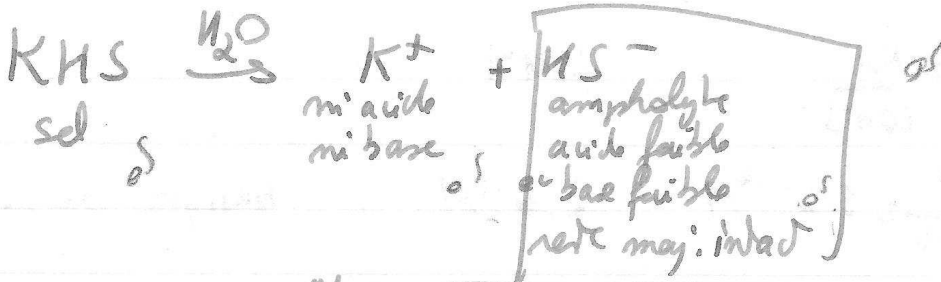 KHS H2O→ K+ + HS−
sel ni acide ampholyte
ni base acide faible
base faible
reste maj. intact